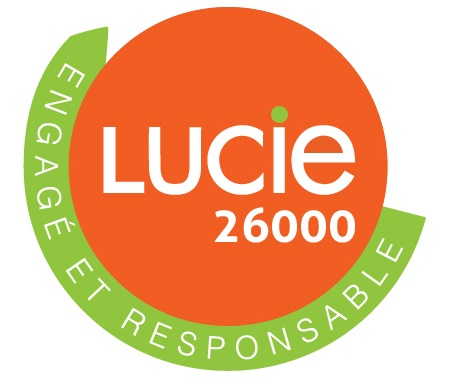 LUCiE
26000
ENGAGÉ ET RESPONSABLE